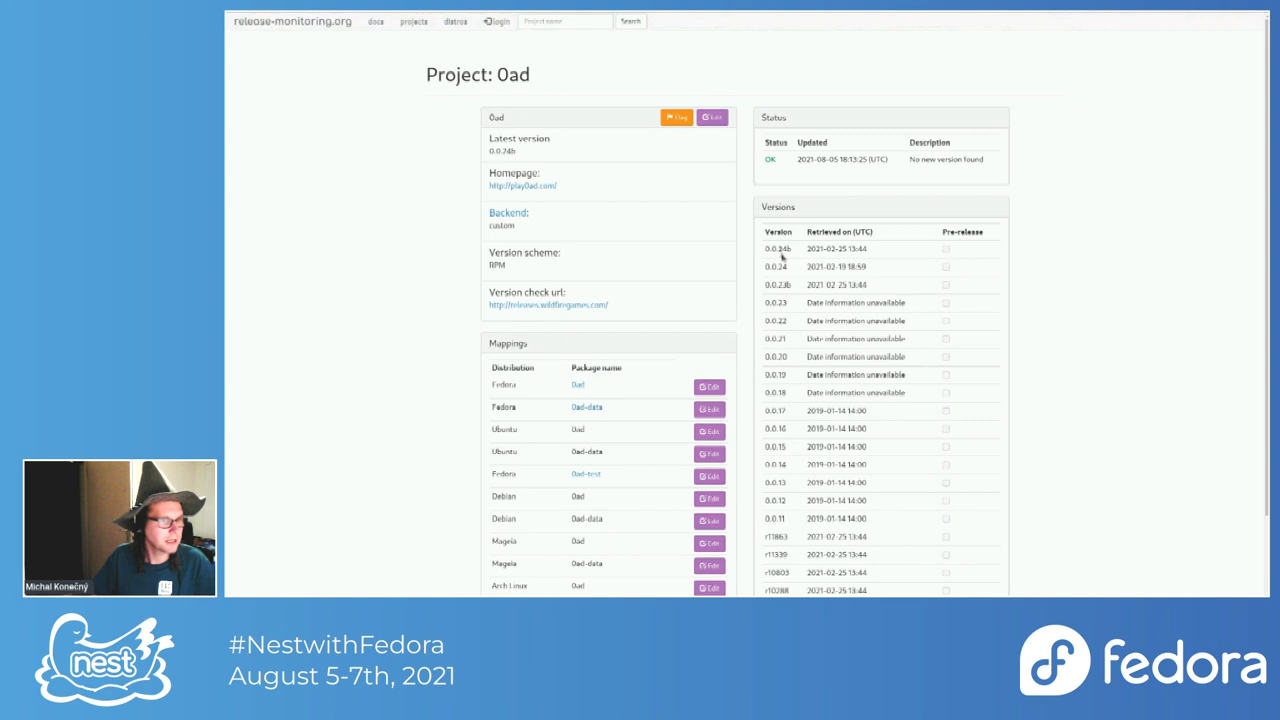 release-monitoring.org docs projects distros login Project name Search
Project: 0ad
0ad Flag Edit
Latest version
0.0.24b
Homepage:
http://play0ad.com/
Backend:
custom
Version scheme:
RPM
Version check url:
http://releases.wildfiregames.com/
Mappings
Distribution Package name
Fedora 0ad Edit
Fedora 0ad-data Edit
Ubuntu 0ad Edit
Ubuntu 0ad-data Edit
Fedora 0ad-test Edit
Debian 0ad Edit
Debian 0ad-data Edit
Mageia 0ad Edit
Mageia 0ad-data Edit
Arch Linux 0ad Edit
Status
Status Updated Description
OK 2021-08-05 18:13:25 (UTC) No new version found
Versions
Version Retrieved on (UTC) Pre-release
0.0.24b 2021-02-25 13:44
0.0.24 2021-02-19 18:59
0.0.23b 2021-02-25 13:44
0.0.23 Date information unavailable
0.0.22 Date information unavailable
0.0.21 Date information unavailable
0.0.20 Date information unavailable
0.0.19 Date information unavailable
0.0.18 Date information unavailable
0.0.17 2019-01-14 14:00
0.0.16 2019-01-14 14:00
0.0.15 2019-01-14 14:00
0.0.14 2019-01-14 14:00
0.0.13 2019-01-14 14:00
0.0.12 2019-01-14 14:00
0.0.11 2019-01-14 14:00
r11863 2021-02-25 13:44
r11339 2021-02-25 13:44
r10803 2021-02-25 13:44
r10288 2021-02-25 13:44
Michal Konečný
nest
#NestwithFedora
August 5-7th, 2021
fedora